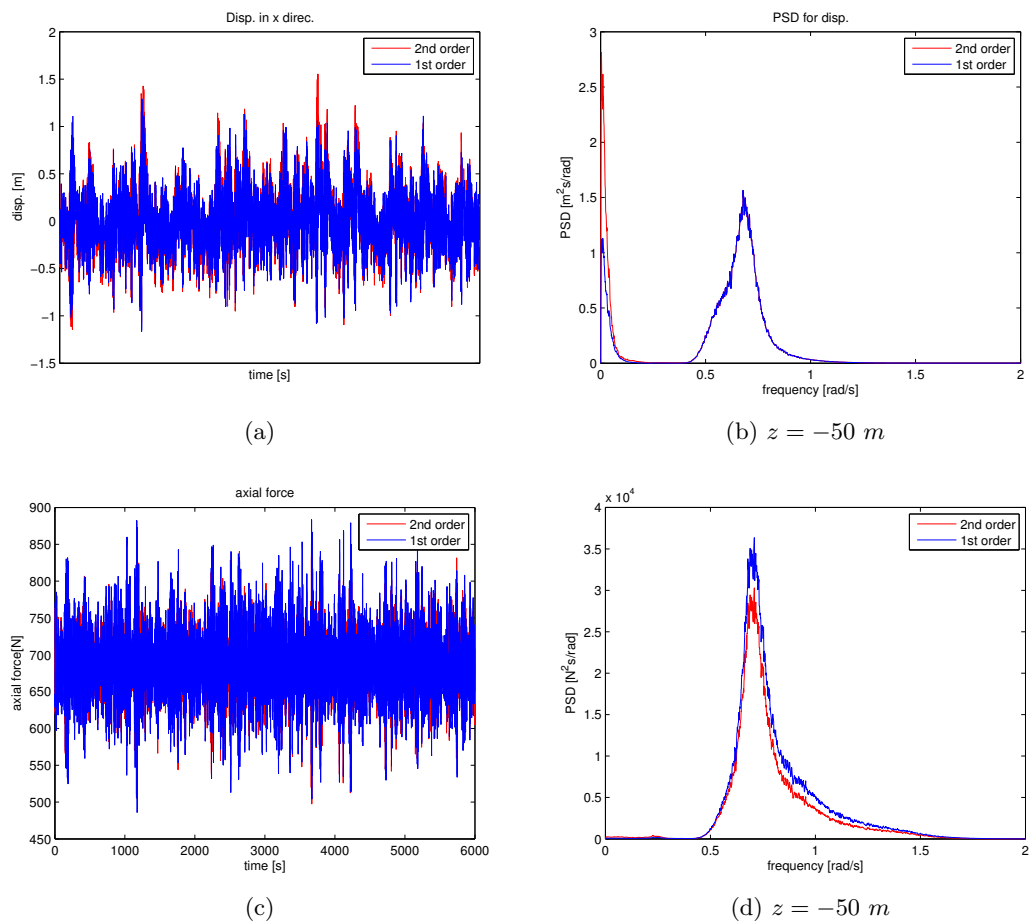 Disp. in x direc.
2
1.5
1
0.5
0
−0.5
−1
−1.5
disp. [m]
time [s]
2nd order
1st order
(a)
PSD for disp.
3
2.5
2
1.5
1
0.5
0
PSD [m²s/rad]
0 0.5 1 1.5 2
frequency [rad/s]
2nd order
1st order
(b) z = −50 m
axial force
900
850
800
750
700
650
600
550
500
450
axial force[N]
0 1000 2000 3000 4000 5000 6000
time [s]
2nd order
1st order
(c)
x 10⁴
4
3.5
3
2.5
2
1.5
1
0.5
0
PSD [N²s/rad]
0 0.5 1 1.5 2
frequency [rad/s]
2nd order
1st order
(d) z = −50 m